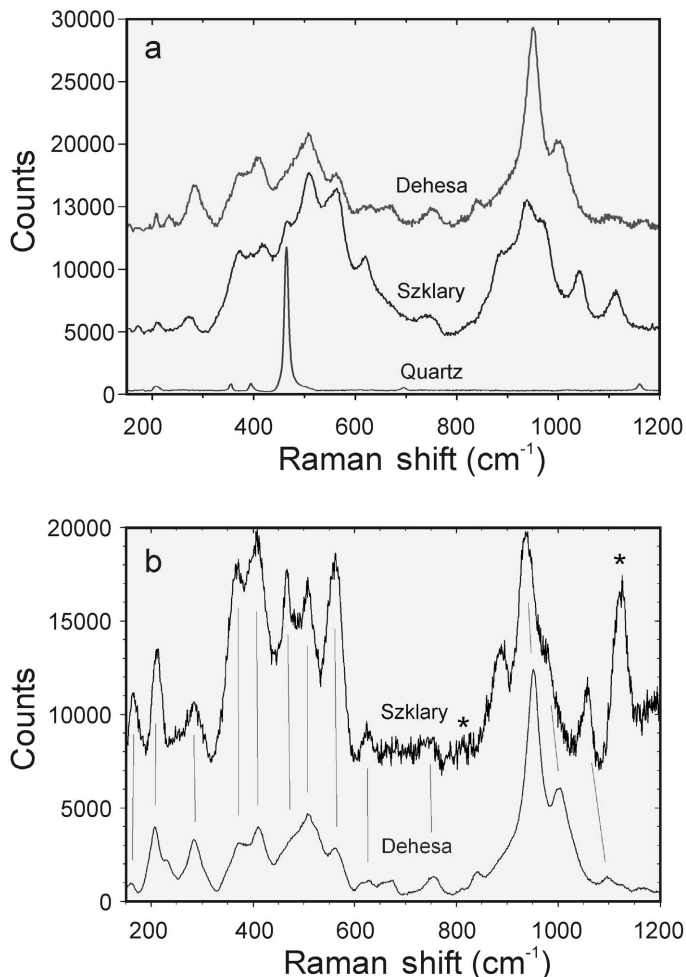 a
30000
25000
20000
13000
10000
5000
0
Counts
Dehesa
Szklary
Quartz
200 400 600 800 1000 1200
Raman shift (cm⁻¹)
b
*
20000
15000
10000
5000
0
Counts
Szklary *
Dehesa
200 400 600 800 1000 1200
Raman shift (cm⁻¹)